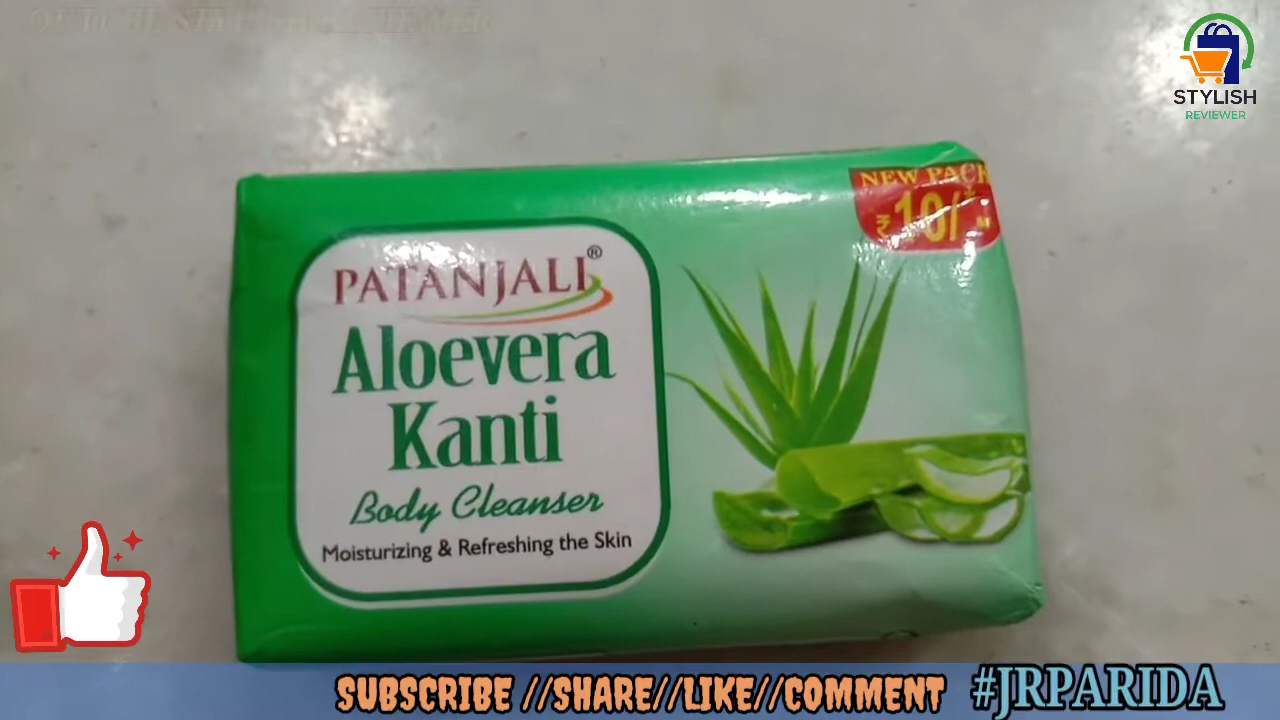 STYLISH
REVIEWER
NEW PACK
₹10/-
PATANJALI®
Aloevera
Kanti
Body Cleanser
Moisturizing & Refreshing the Skin
SUBSCRIBE //SHARE//LIKE//COMMENT #JRPARIDA